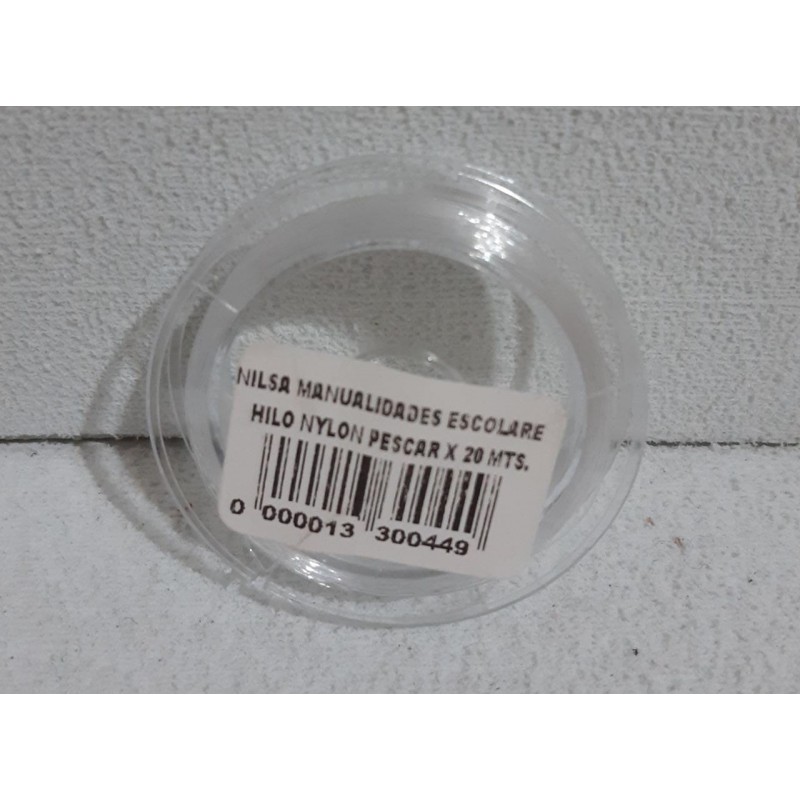 NILSA MANUALIDADES ESCOLARE
HILO NYLON PESCAR X 20 MTS.
0 000013 300449